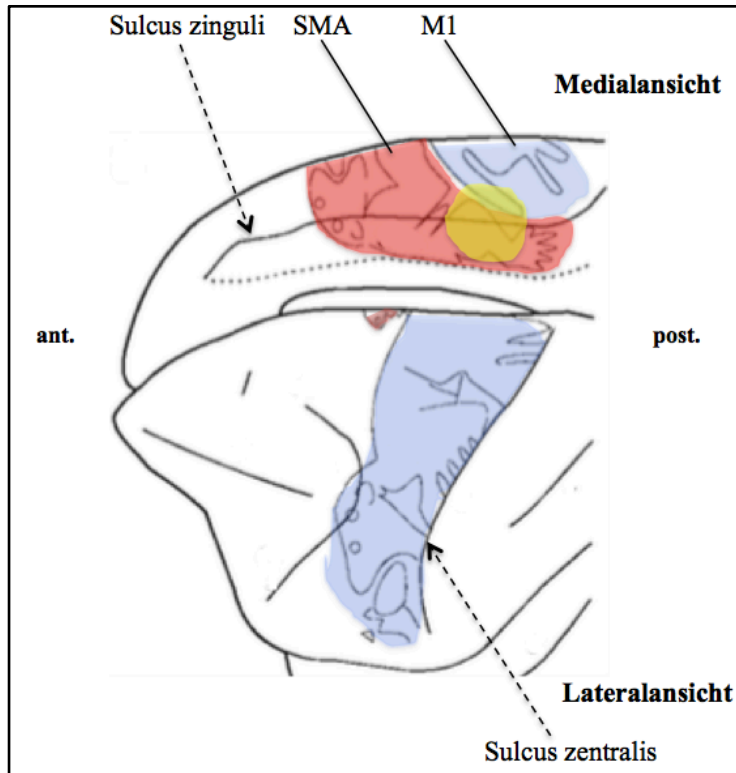 Sulcus zinguli SMA M1
Medialansicht
ant. post.
Lateralansicht
Sulcus zentralis